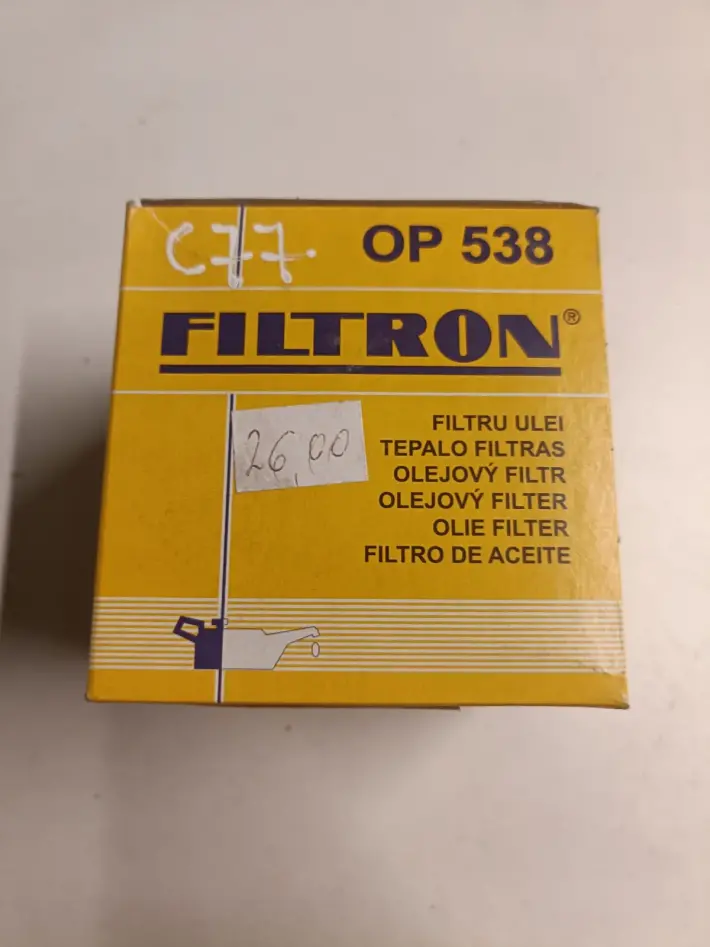 C77.
OP 538
FILTRON®
26,00
FILTRU ULEI
TEPALO FILTRAS
OLEJOVÝ FILTR
OLEJOVÝ FILTER
OLIE FILTER
FILTRO DE ACEITE